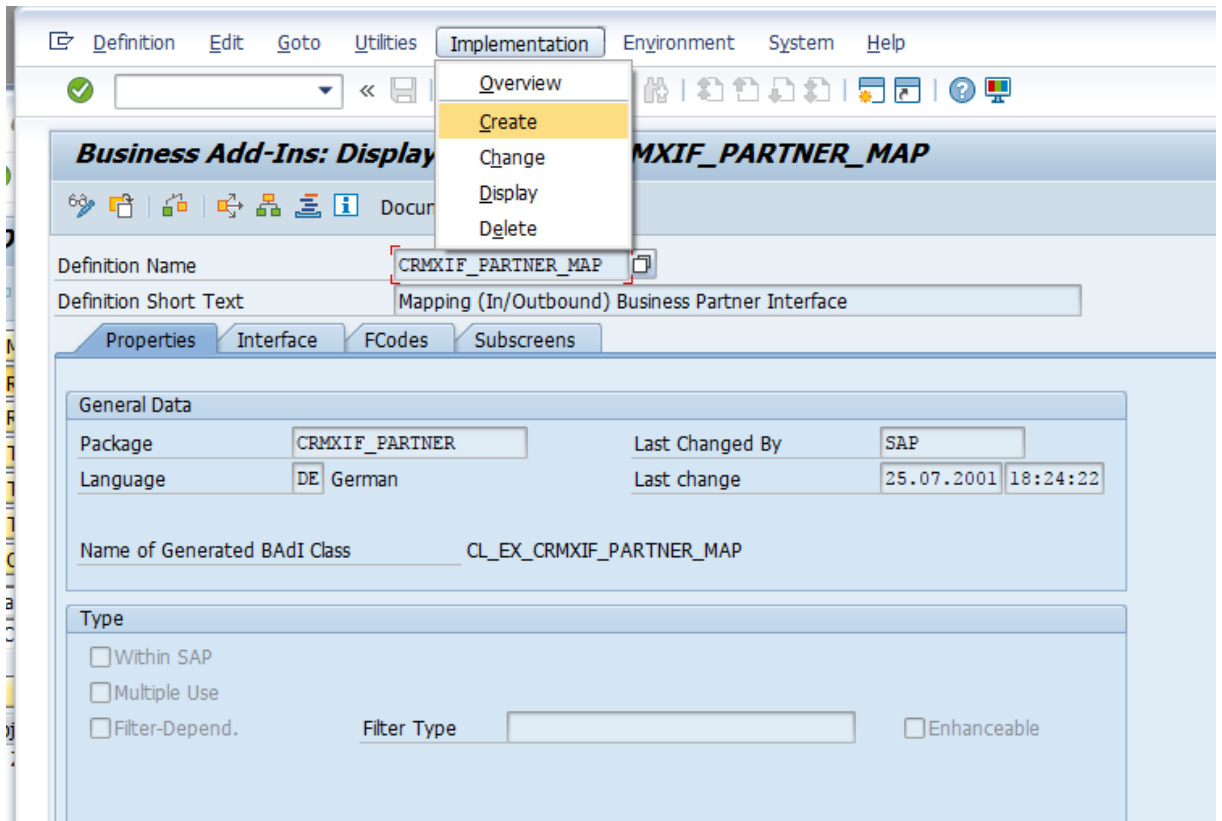 Definition Edit Goto Utilities Implementation Environment System Help
Overview
Create
Business Add-Ins: Display MXIF_PARTNER_MAP
Change
Display
Docum
Delete
Definition Name CRMXIF_PARTNER_MAP
Definition Short Text Mapping (In/Outbound) Business Partner Interface
Properties Interface FCodes Subscreens
General Data
Package CRMXIF_PARTNER Last Changed By SAP
Language DE German Last change 25.07.2001 18:24:22
Name of Generated BAdI Class CL_EX_CRMXIF_PARTNER_MAP
Type
Within SAP
Multiple Use
Filter-Depend. Filter Type Enhanceable